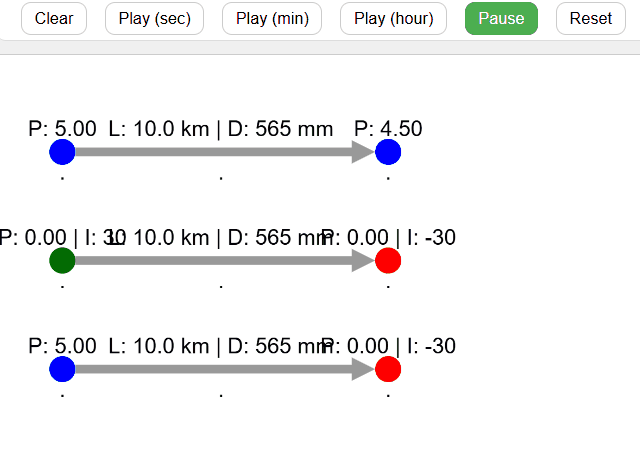 Clear Play (sec) Play (min) Play (hour) Pause Reset
P: 5.00 L: 10.0 km | D: 565 mm P: 4.50
. . .
P: 0.00 | I: 30 L: 10.0 km | D: 565 mm P: 0.00 | I: -30
. . .
P: 5.00 L: 10.0 km | D: 565 mm P: 0.00 | I: -30
. . .